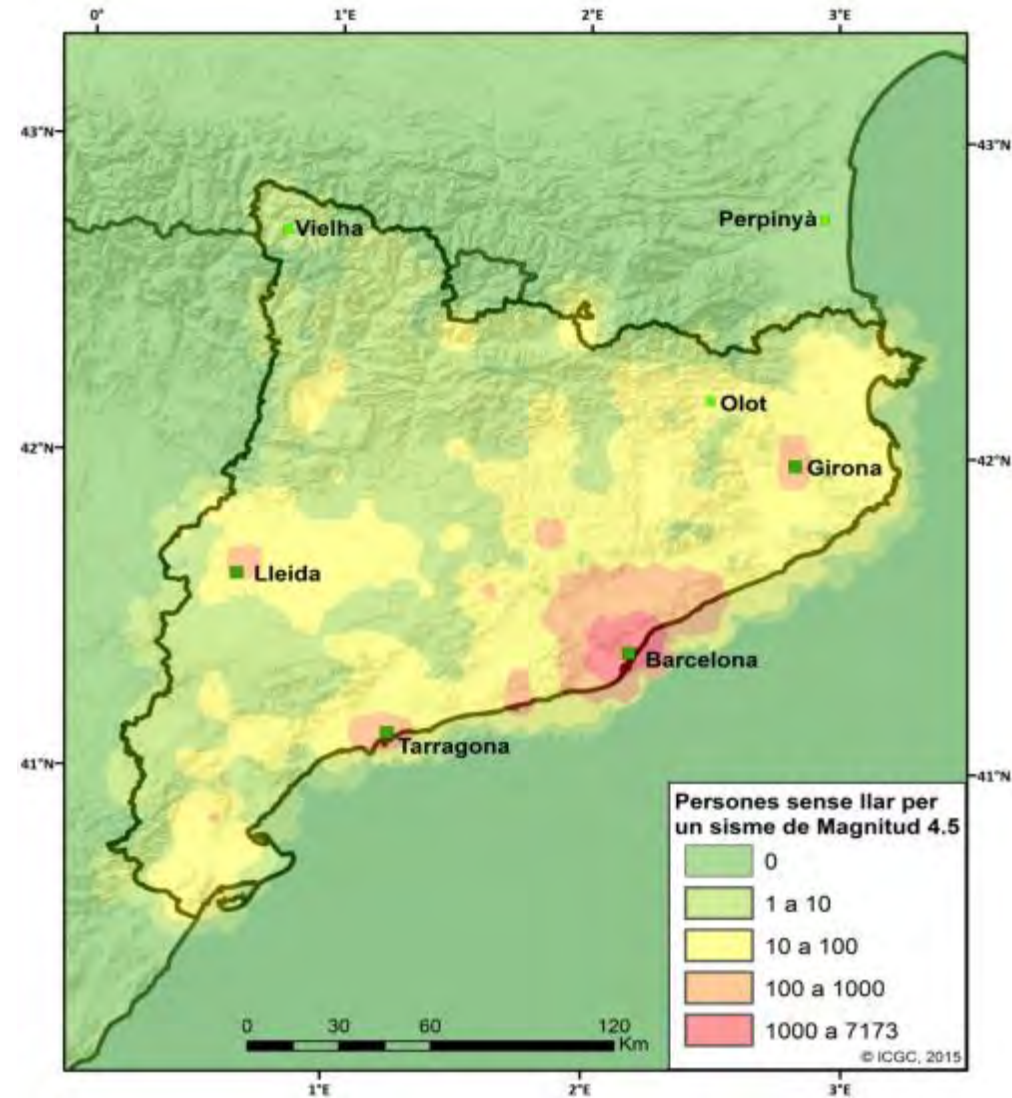 0°
1°E
2°E
3°E
43°N
43°N
Vielha
Perpinyà
Olot
42°N
42°N
Girona
Lleida
Barcelona
Tarragona
41°N
41°N
Persones sense llar per
un sisme de Magnitud 4.5
0
1 a 10
10 a 100
100 a 1000
1000 a 7173
© ICGC, 2015
0 30 60 120
Km
1°E
2°E
3°E